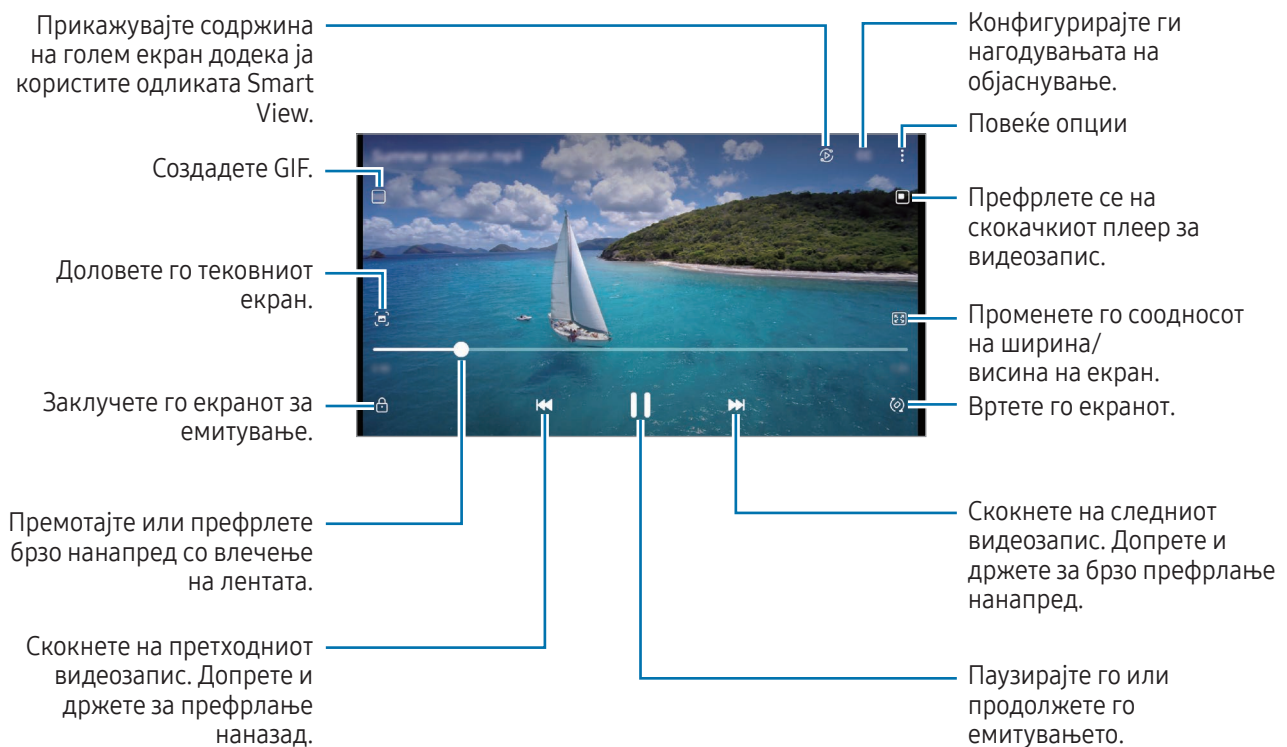 Прикажувајте содржина
на голем екран додека ја
користите одликата Smart
View.
Создадете GIF.
Доловете го тековниот
екран.
Заклучете го екранот за
емитување.
Премотајте или префрлете
брзо нанапред со влечење
на лентата.
Скокнете на претходниот
видеозапис. Допрете и
држете за префрлање
наназад.
Конфигурирајте ги
нагодувањата на
објаснување.
Повеќе опции
Префрлете се на
скокачкиот плеер за
видеозапис.
Променете го соодносот
на ширина/
висина на екран.
Вртете го екранот.
Скокнете на следниот
видеозапис. Допрете и
држете за брзо префрлање
нанапред.
Паузирајте го или
продолжете го
емитувањето.